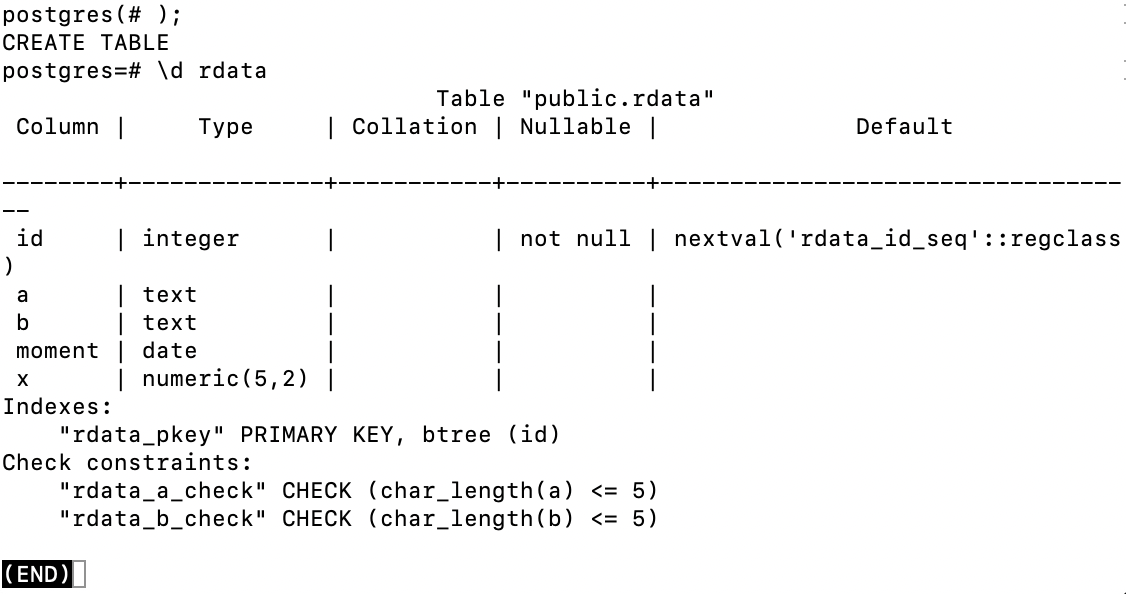 postgres(# );
CREATE TABLE
postgres=# \d rdata
                               Table "public.rdata"
 Column |     Type     | Collation | Nullable |              Default              

--------+--------------+-----------+----------+---------------------------------
--
 id     | integer      |           | not null | nextval('rdata_id_seq'::regclass
)
 a      | text         |           |          | 
 b      | text         |           |          | 
 moment | date         |           |          | 
 x      | numeric(5,2) |           |          | 
Indexes:
    "rdata_pkey" PRIMARY KEY, btree (id)
Check constraints:
    "rdata_a_check" CHECK (char_length(a) <= 5)
    "rdata_b_check" CHECK (char_length(b) <= 5)

(END)